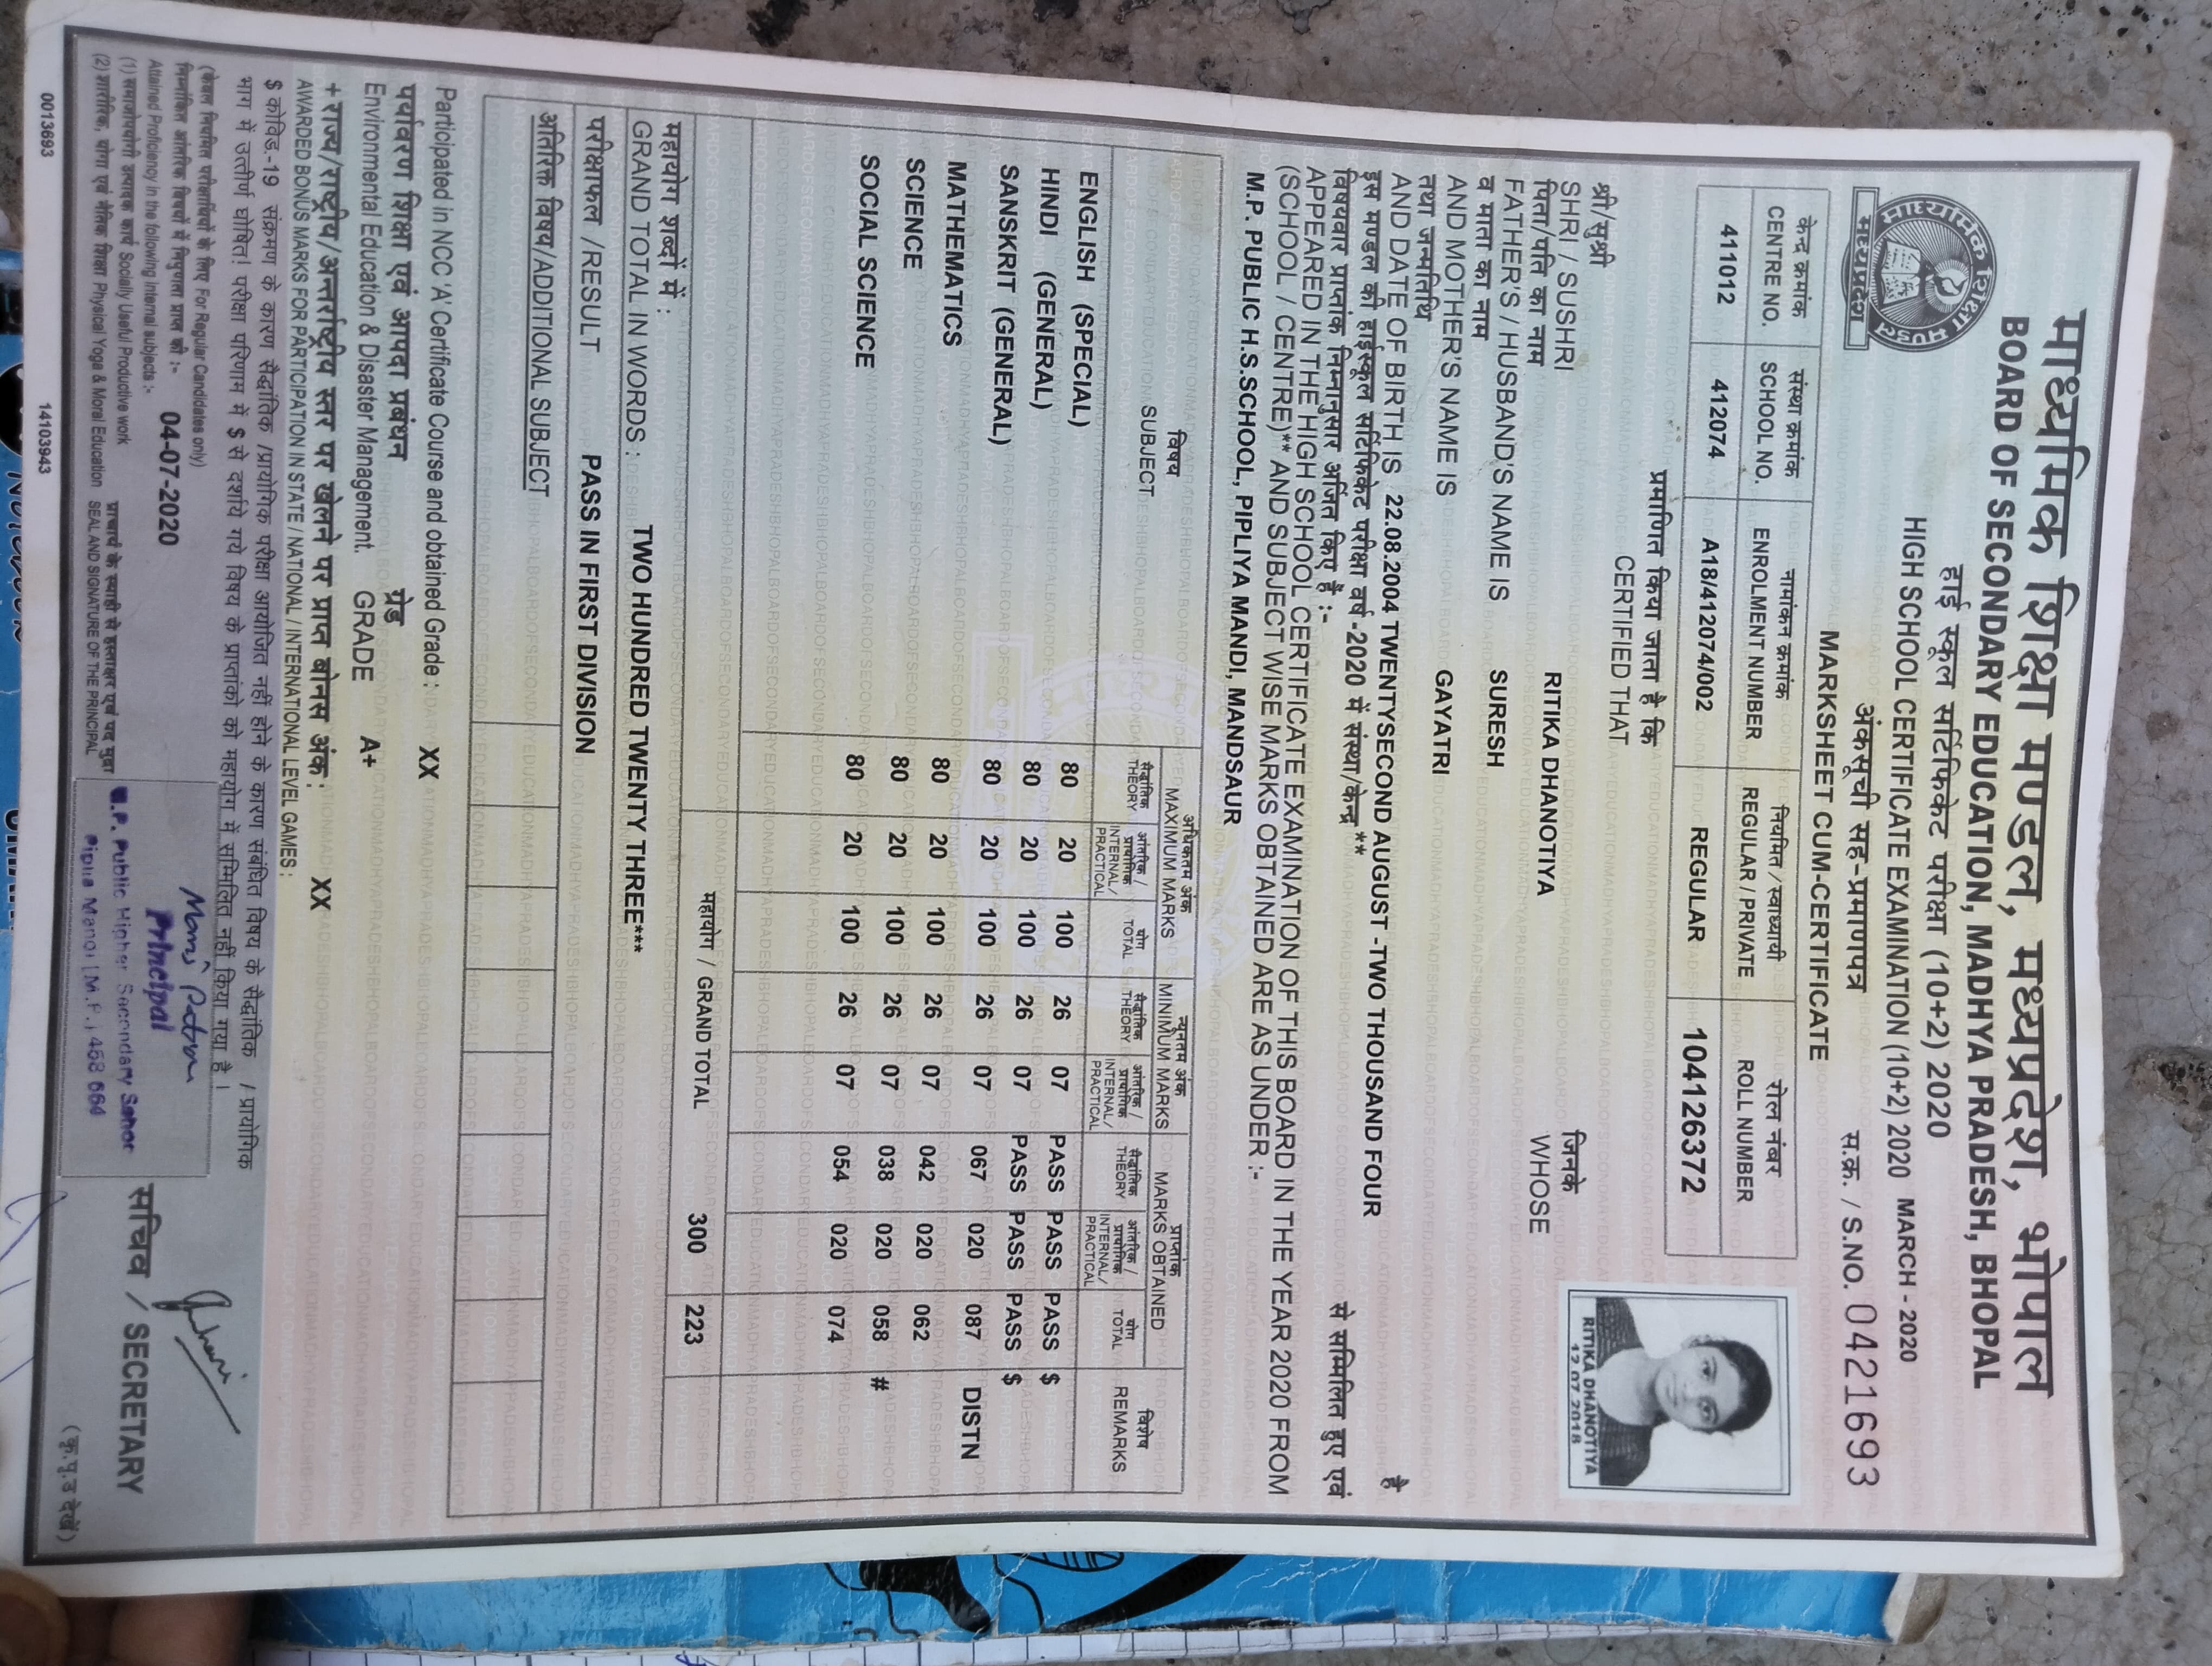 माध्यमिक शिक्षा मण्डल, मध्यप्रदेश, भोपाल
BOARD OF SECONDARY EDUCATION, MADHYA PRADESH, BHOPAL
माध्यमिक शिक्षा मण्डल
मध्यप्रदेश
हाई स्कूल सर्टिफिकेट परीक्षा (10+2) 2020
HIGH SCHOOL CERTIFICATE EXAMINATION (10+2) 2020 MARCH - 2020
अंकसूची सह-प्रमाणपत्र
स.क्र. / S.NO. 0421693
MARKSHEET CUM-CERTIFICATE
केन्द्र क्रमांक संस्था क्रमांक नामांकन क्रमांक नियमित / स्वाध्यायी रोल नंबर
CENTRE NO. SCHOOL NO. ENROLMENT NUMBER REGULAR / PRIVATE ROLL NUMBER
411012 412074 A18/412074/002 REGULAR 104126372
RITIKA DHANOTIYA
12.07.2018
प्रमाणित किया जाता है कि
CERTIFIED THAT
श्री/सुश्री जिनके
SHRI / SUSHRI RITIKA DHANOTIYA WHOSE
पिता/पति का नाम
FATHER'S / HUSBAND'S NAME IS SURESH
व माता का नाम
AND MOTHER'S NAME IS GAYATRI
तथा जन्मतिथि है
AND DATE OF BIRTH IS 22.08.2004 TWENTYSECOND AUGUST -TWO THOUSAND FOUR
इस मण्डल की हाईस्कूल सर्टिफिकेट परीक्षा वर्ष -2020 में संस्था/केन्द्र ** से सम्मिलित हुए एवं
विषयवार प्राप्तांक निम्नानुसार अर्जित किए हैं :-
APPEARED IN THE HIGH SCHOOL CERTIFICATE EXAMINATION OF THIS BOARD IN THE YEAR 2020 FROM
(SCHOOL / CENTRE)** AND SUBJECT WISE MARKS OBTAINED ARE AS UNDER :-
M.P. PUBLIC H.S.SCHOOL, PIPLIYA MANDI, MANDSAUR
विषय अधिकतम अंक न्यूनतम अंक प्राप्तांक विशेष
SUBJECT MAXIMUM MARKS MINIMUM MARKS MARKS OBTAINED REMARKS
सैद्धांतिक आंतरिक / प्रायोगिक योग सैद्धांतिक आंतरिक / प्रायोगिक सैद्धांतिक आंतरिक / प्रायोगिक योग
THEORY INTERNAL / PRACTICAL TOTAL THEORY INTERNAL / PRACTICAL THEORY INTERNAL / PRACTICAL TOTAL
ENGLISH (SPECIAL) 80 20 100 26 07 PASS PASS PASS $
HINDI (GENERAL) 80 20 100 26 07 PASS PASS PASS $
SANSKRIT (GENERAL) 80 20 100 26 07 067 020 087 DISTN
MATHEMATICS 80 20 100 26 07 042 020 062
SCIENCE 80 20 100 26 07 038 020 058 #
SOCIAL SCIENCE 80 20 100 26 07 054 020 074
महायोग / GRAND TOTAL 300 223
महायोग शब्दों में :
GRAND TOTAL IN WORDS : TWO HUNDRED TWENTY THREE***
परीक्षाफल /RESULT PASS IN FIRST DIVISION
अतिरिक्त विषय/ADDITIONAL SUBJECT
Participated in NCC 'A' Certificate Course and obtained Grade : XX
पर्यावरण शिक्षा एवं आपदा प्रबंधन ग्रेड
Environmental Education & Disaster Management. GRADE A+
+ राज्य/राष्ट्रीय/अन्तर्राष्ट्रीय स्तर पर खेलने पर प्राप्त बोनस अंक : XX
AWARDED BONUS MARKS FOR PARTICIPATION IN STATE / NATIONAL / INTERNATIONAL LEVEL GAMES :
$ कोविड.-19 संक्रमण के कारण सैद्धांतिक /प्रायोगिक परीक्षा आयोजित नहीं होने के कारण संबंधित विषय के सैद्धांतिक / प्रायोगिक
भाग में उत्तीर्ण घोषित! परीक्षा परिणाम में $ से दर्शाये गये विषय के प्राप्तांको को महायोग में सम्मिलित नहीं किया गया है !
(केवल नियमित परीक्षार्थियों के लिए For Regular Candidates only)
निम्नांकित आंतरिक विषयों में निपुणता प्राप्त की :- 04-07-2020
Attained Proficiency in the following internal subjects :-
(1) समाजोपयोगी उत्पादक कार्य Socially Useful Productive work
(2) शारीरिक, योगा एवं नैतिक शिक्षा Physical Yoga & Moral Education
प्राचार्य के स्याही से हस्ताक्षर एवं पद मुद्रा
SEAL AND SIGNATURE OF THE PRINCIPAL
Principal
M.P. Public Higher Secondary School
Piplia Mandi (M.P.) 458 664
सचिव / SECRETARY
(कृ.पृ.उ देखें)
0013693 14103943